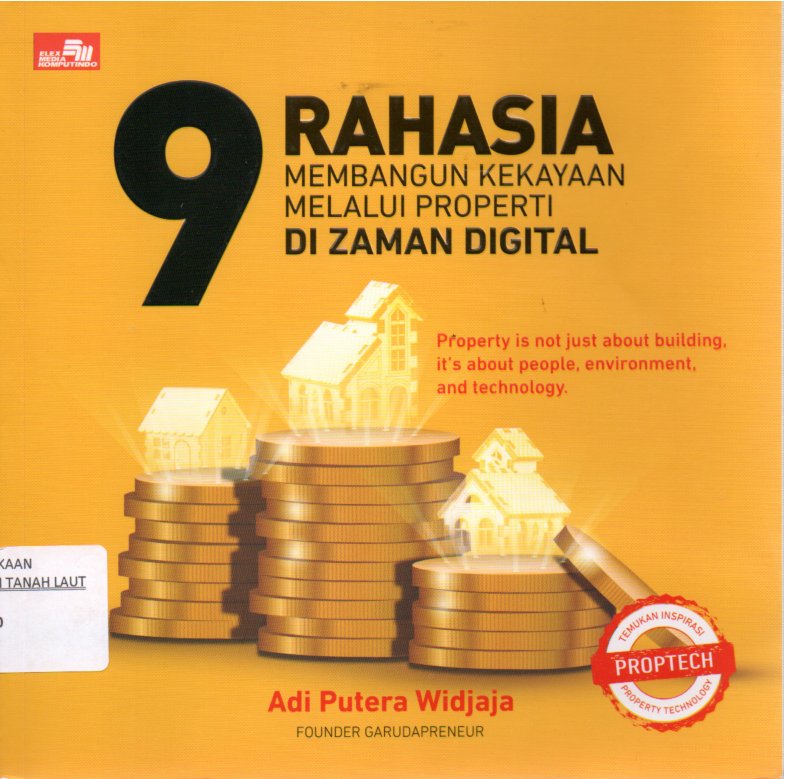 ELEX
MEDIA
KOMPUTINDO
9
RAHASIA
MEMBANGUN KEKAYAAN
MELALUI PROPERTI
DI ZAMAN DIGITAL
Property is not just about building,
it's about people, environment,
and technology.
TANAH LAUT
TEMUKAN INSPIRASI
PROPTECH
PROPERTY TECHNOLOGY
Adi Putera Widjaja
FOUNDER GARUDAPRENEUR